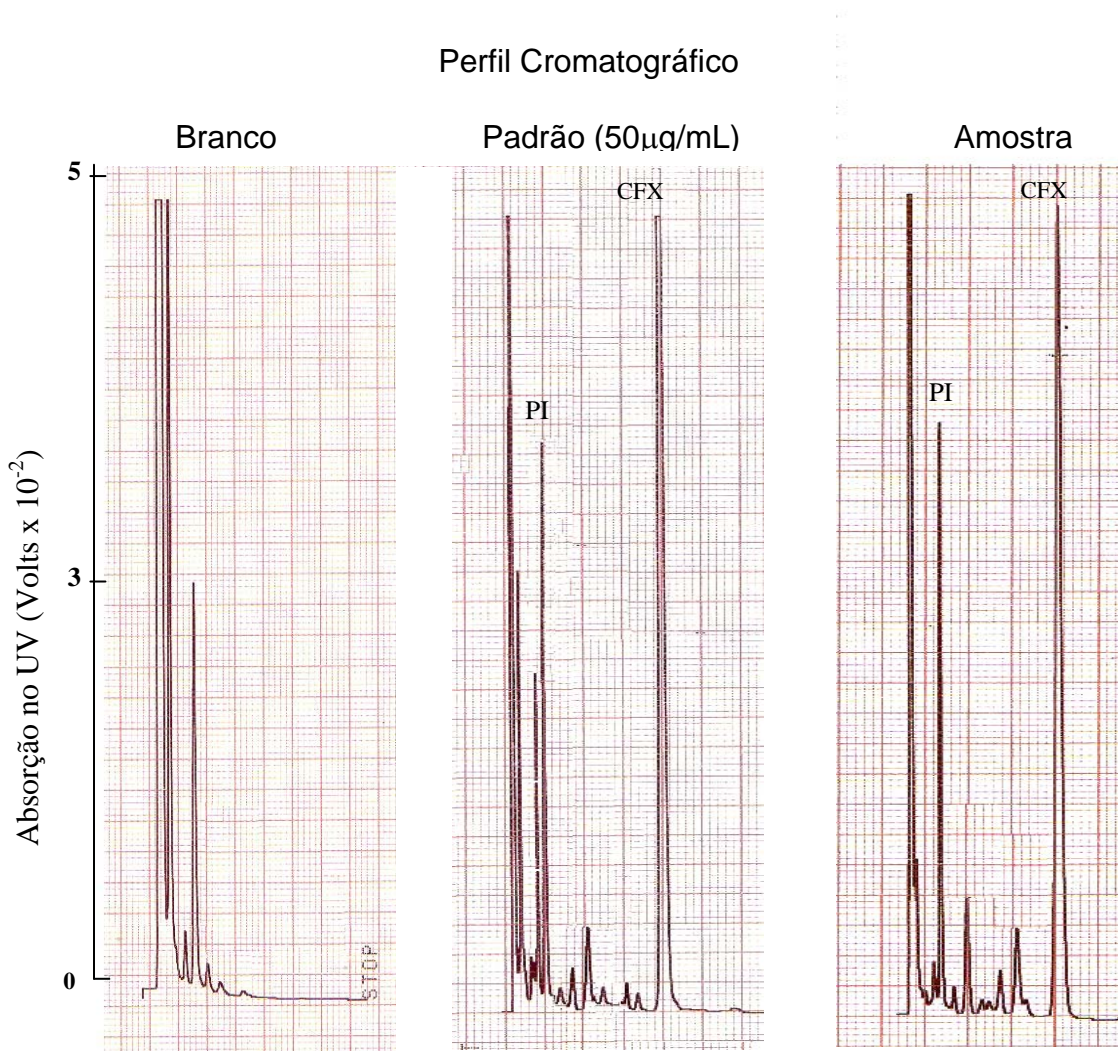 Perfil Cromatográfico
Branco
Padrão (50µg/mL)
Amostra
5
3
0
Absorção no UV (Volts x 10-2)
STOP
PI
CFX
PI
CFX